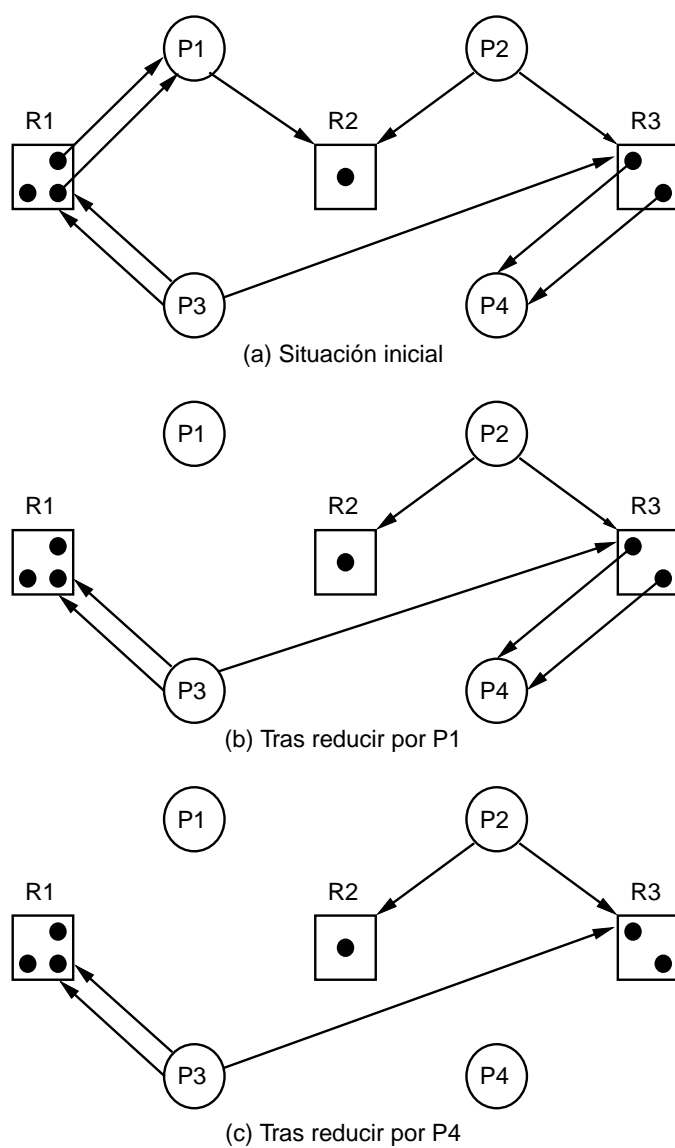 P1 P2
R1 R2 R3
P3 P4
(a) Situación inicial
P1 P2
R1 R2 R3
P3 P4
(b) Tras reducir por P1
P1 P2
R1 R2 R3
P3 P4
(c) Tras reducir por P4